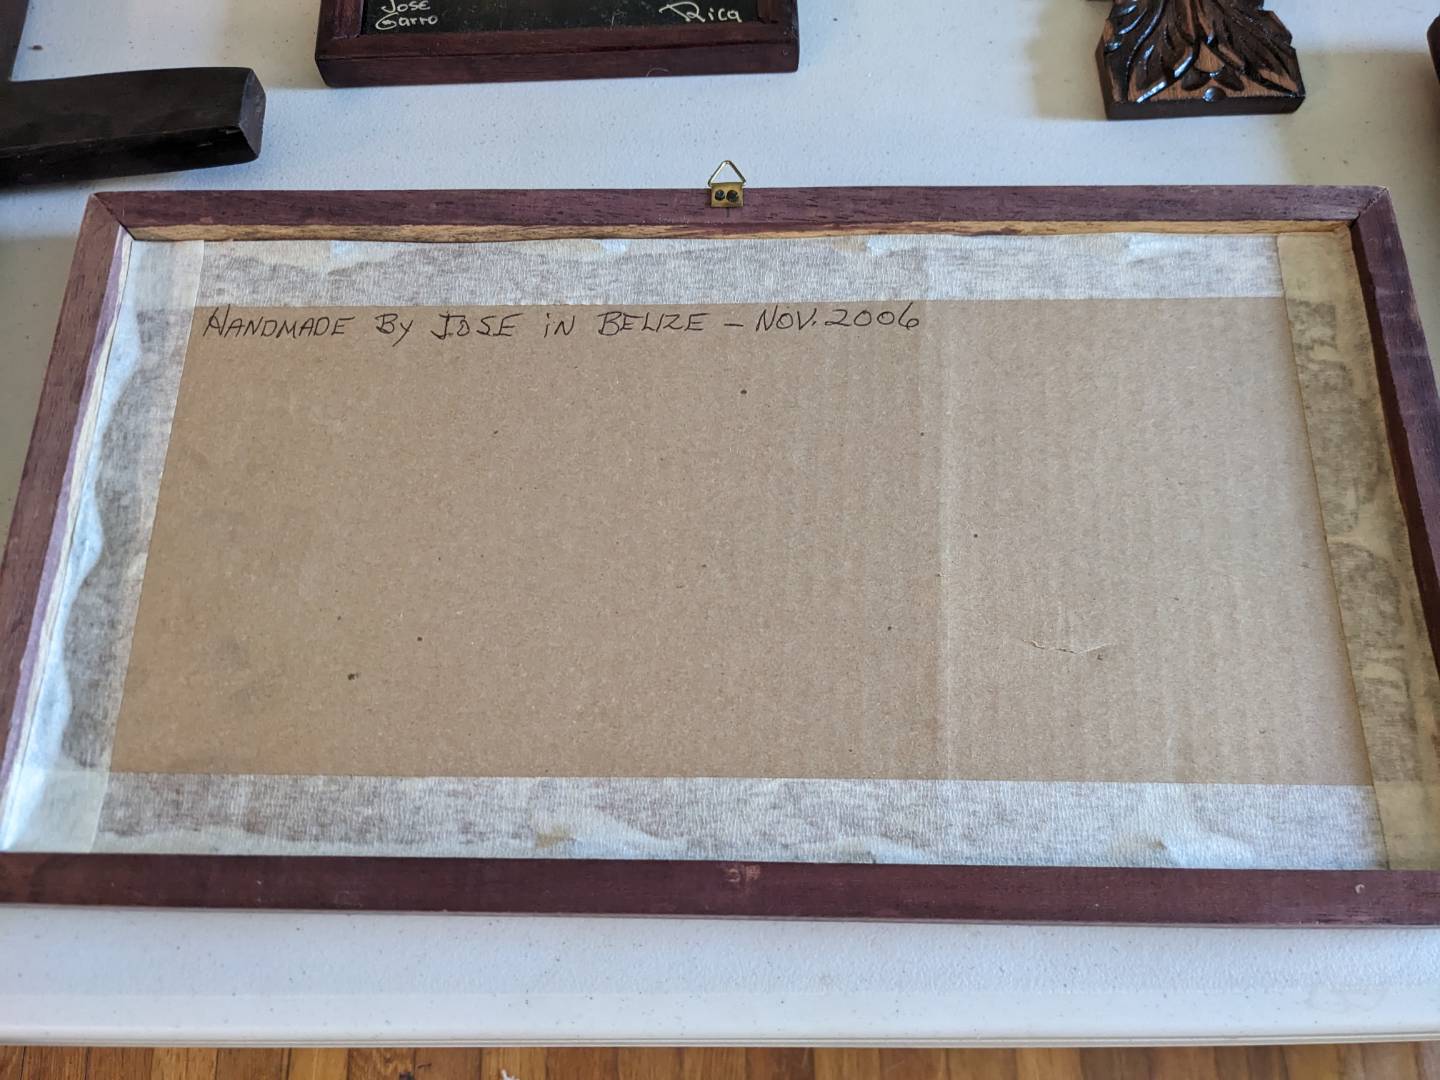 José
Garro
Rica
HANDMADE By JOSE iN BELIZE – NOV. 2006